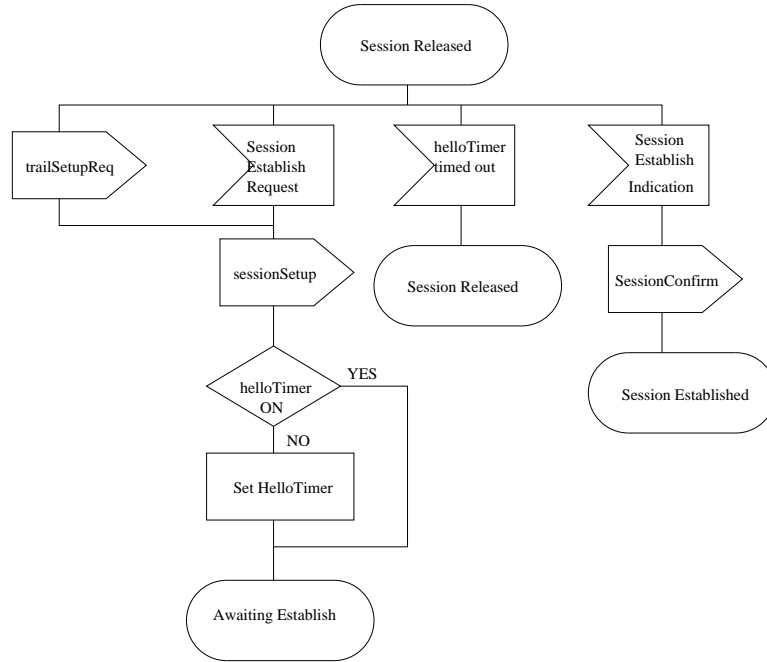 Session Released
trailSetupReq
Session
Establish
Request
helloTimer
timed out
Session
Establish
Indication
sessionSetup
Session Released
SessionConfirm
helloTimer
ON
YES
NO
Session Established
Set HelloTimer
Awaiting Establish